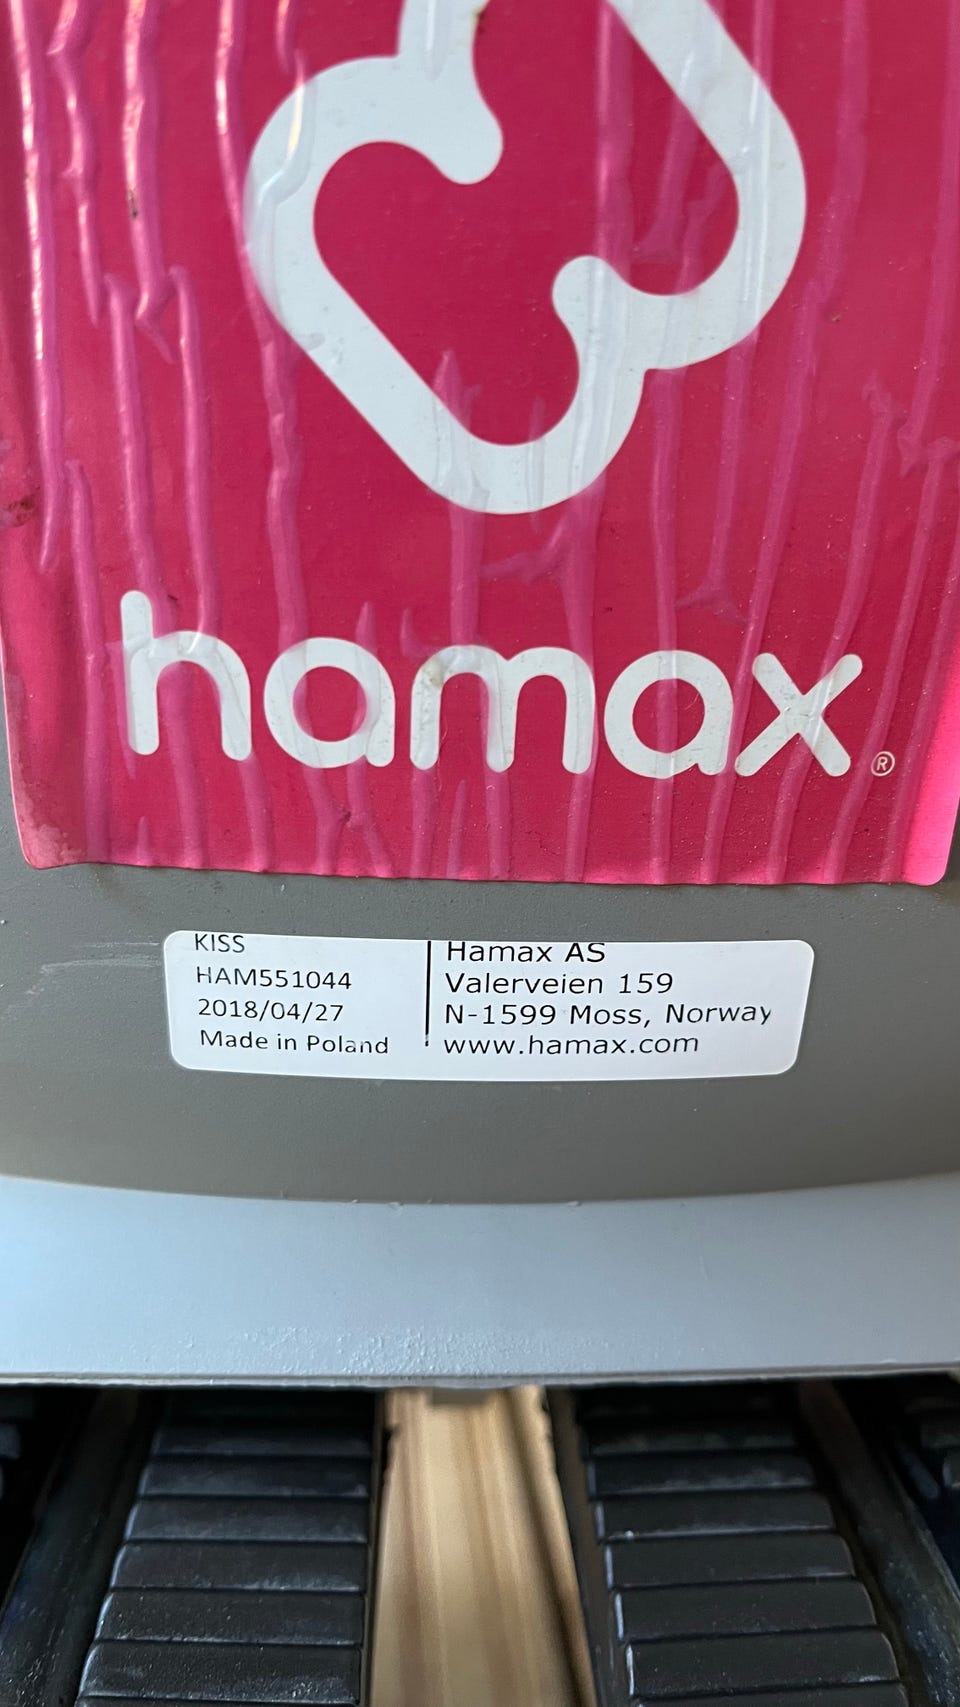 hamax®
KISS
HAM551044
2018/04/27
Made in Poland
Hamax AS
Valerveien 159
N-1599 Moss, Norway
www.hamax.com